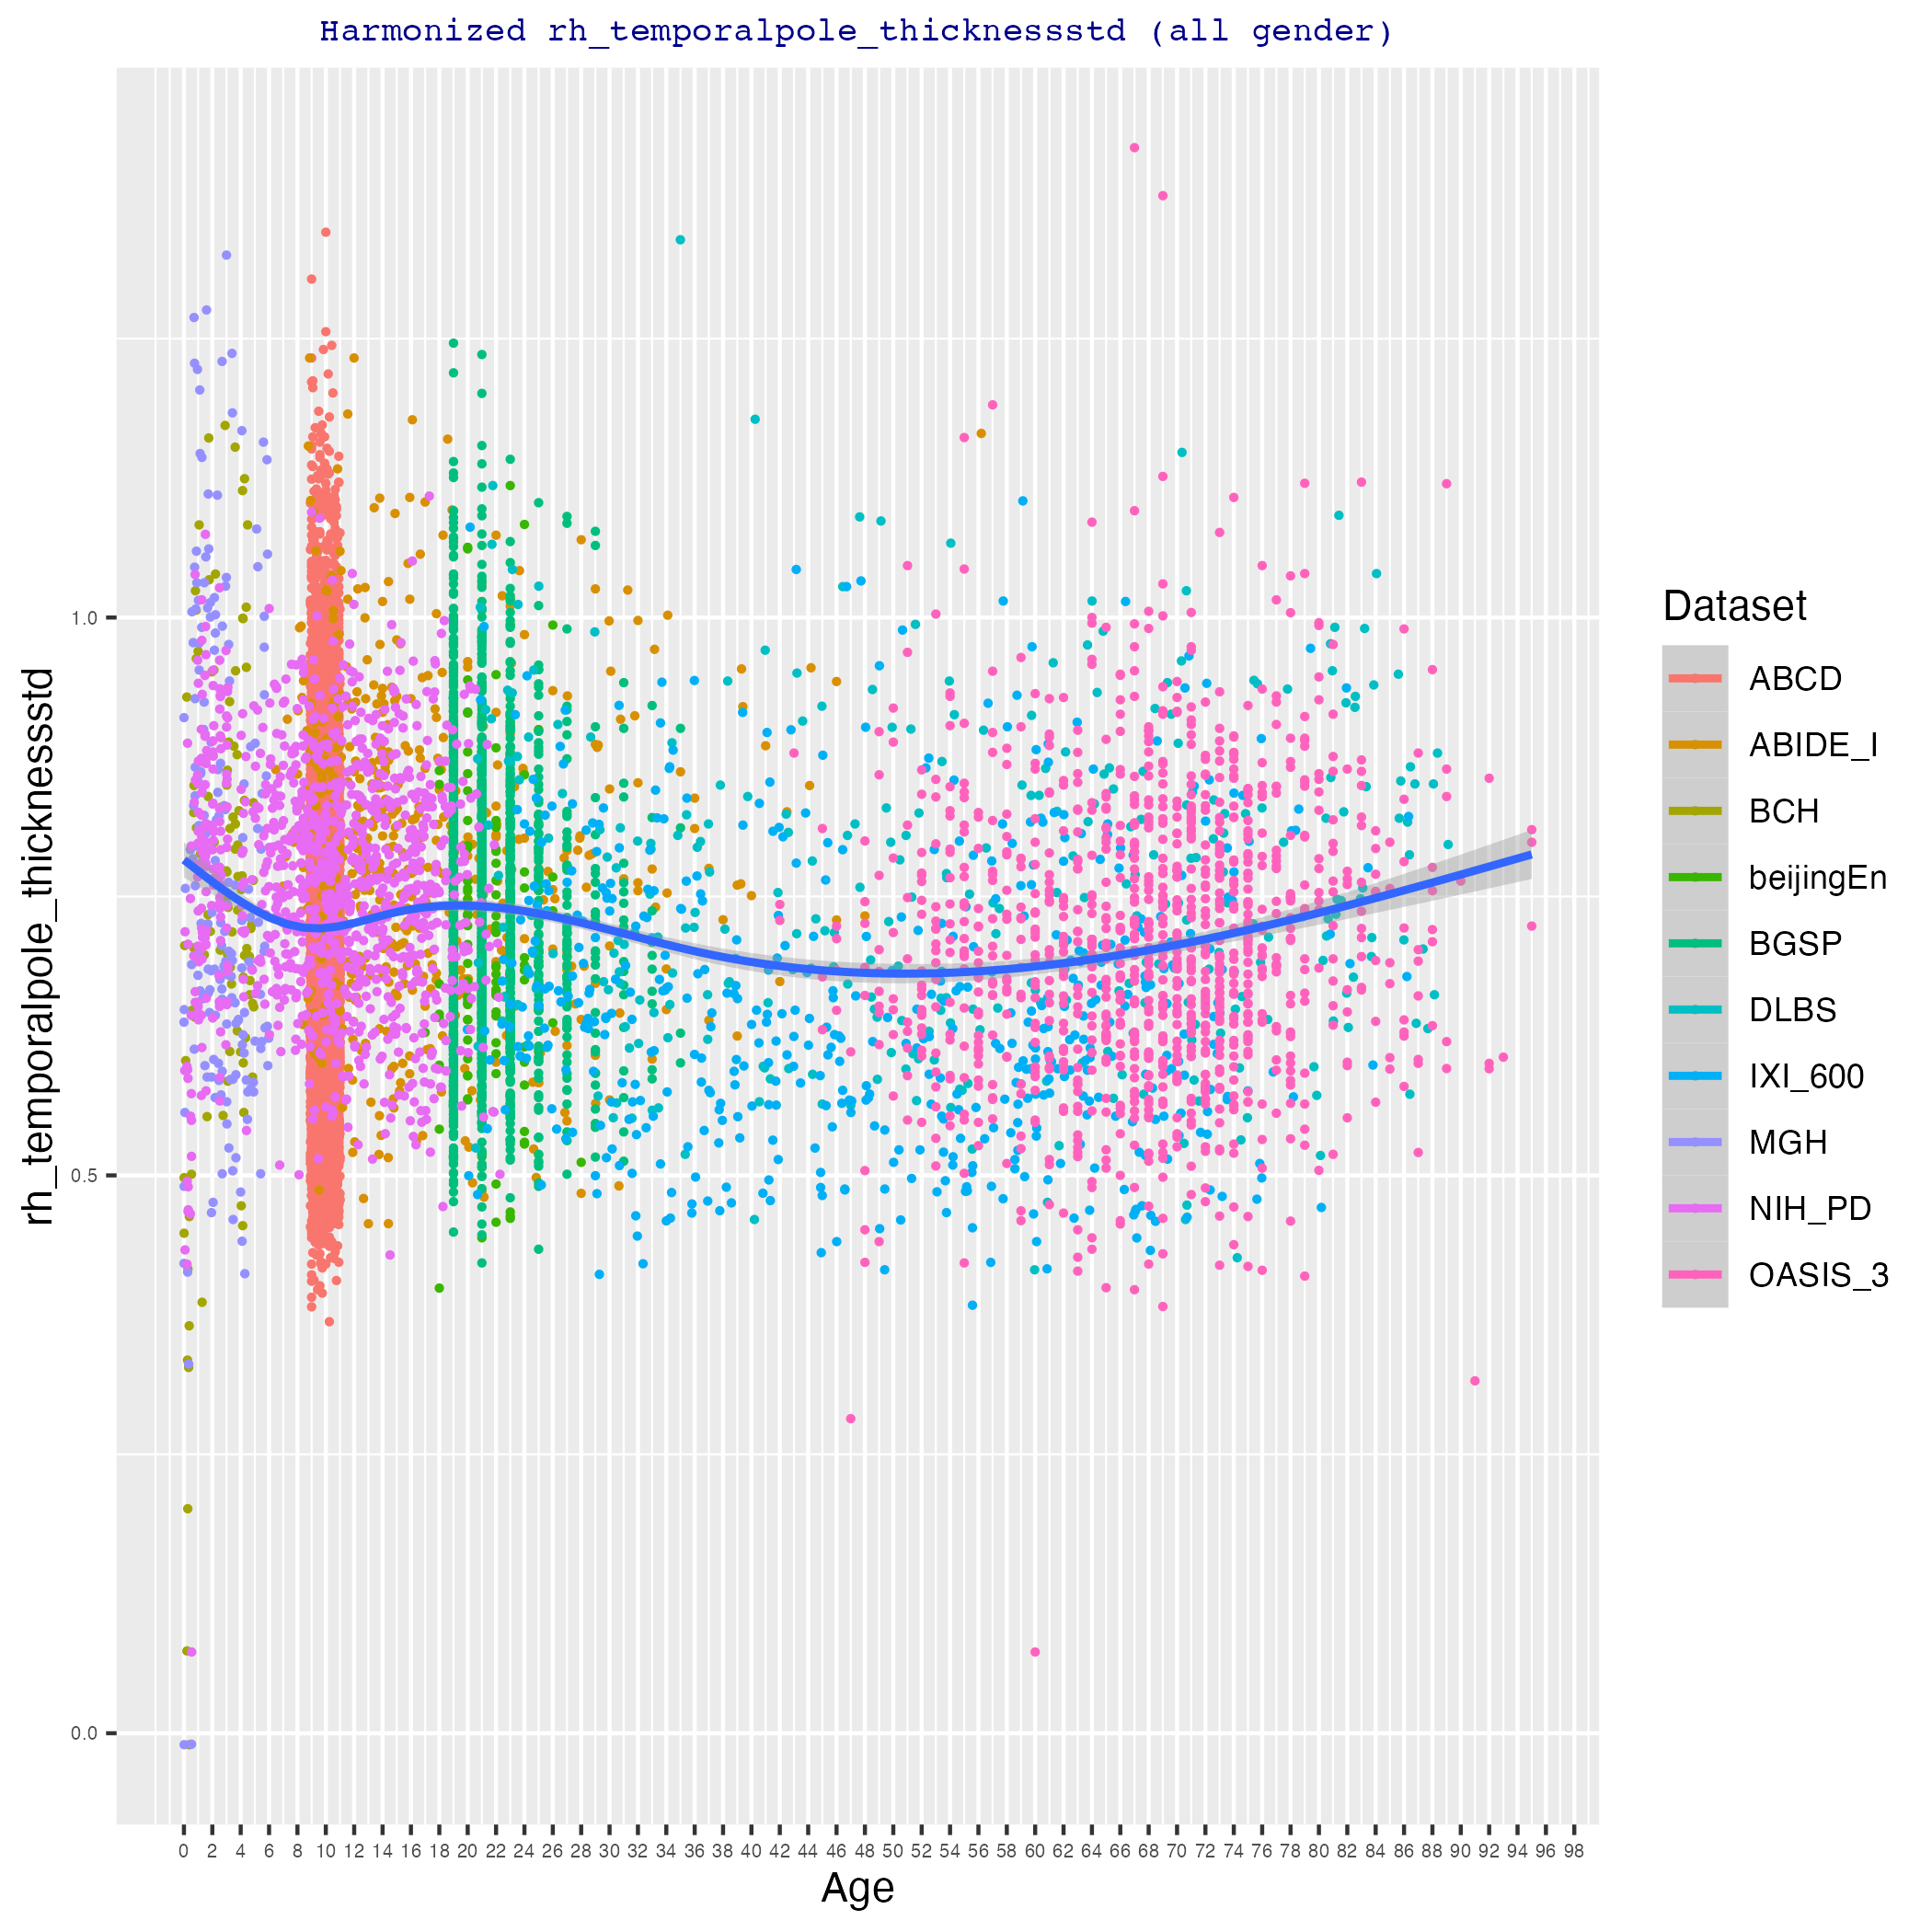 Harmonized rh_temporalpole_thicknessstd (all gender)
rh_temporalpole_thicknessstd
1.0
0.5
0.0
0 2 4 6 8 10 12 14 16 18 20 22 24 26 28 30 32 34 36 38 40 42 44 46 48 50 52 54 56 58 60 62 64 66 68 70 72 74 76 78 80 82 84 86 88 90 92 94 96 98
Age
Dataset
ABCD
ABIDE_I
BCH
beijingEn
BGSP
DLBS
IXI_600
MGH
NIH_PD
OASIS_3